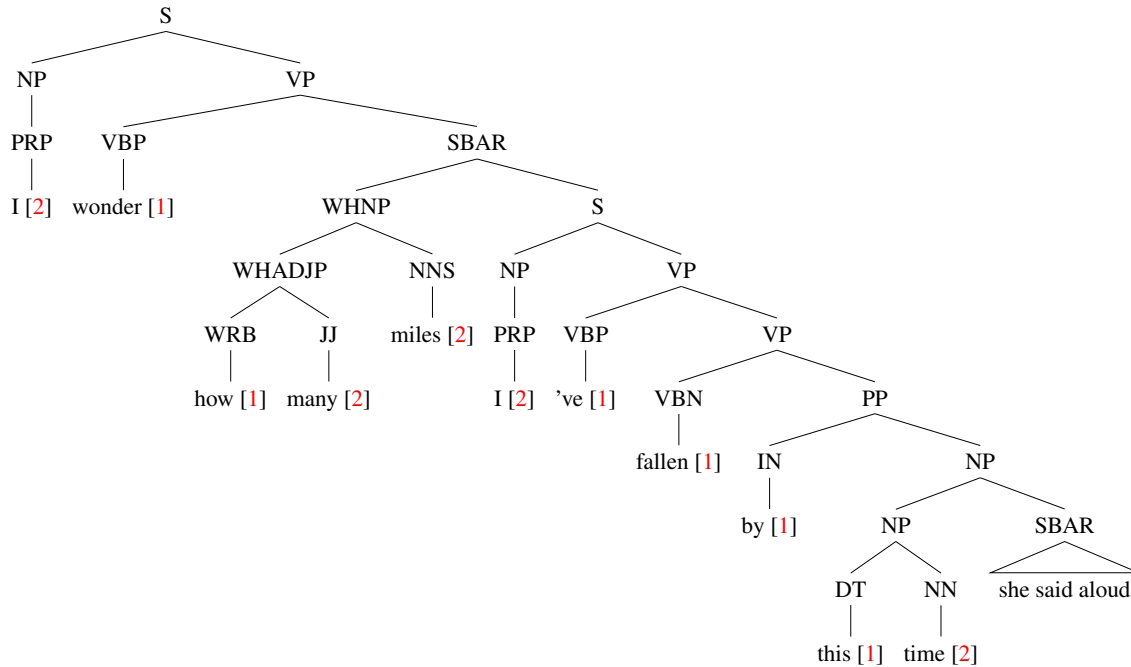 S
NP VP
PRP VBP SBAR
I [2] wonder [1] WHNP S
WHADJP NNS NP VP
WRB JJ miles [2] PRP VBP VP
how [1] many [2] I [2] 've [1] VBN PP
fallen [1] IN NP
by [1] NP SBAR
DT NN she said aloud
this [1] time [2]